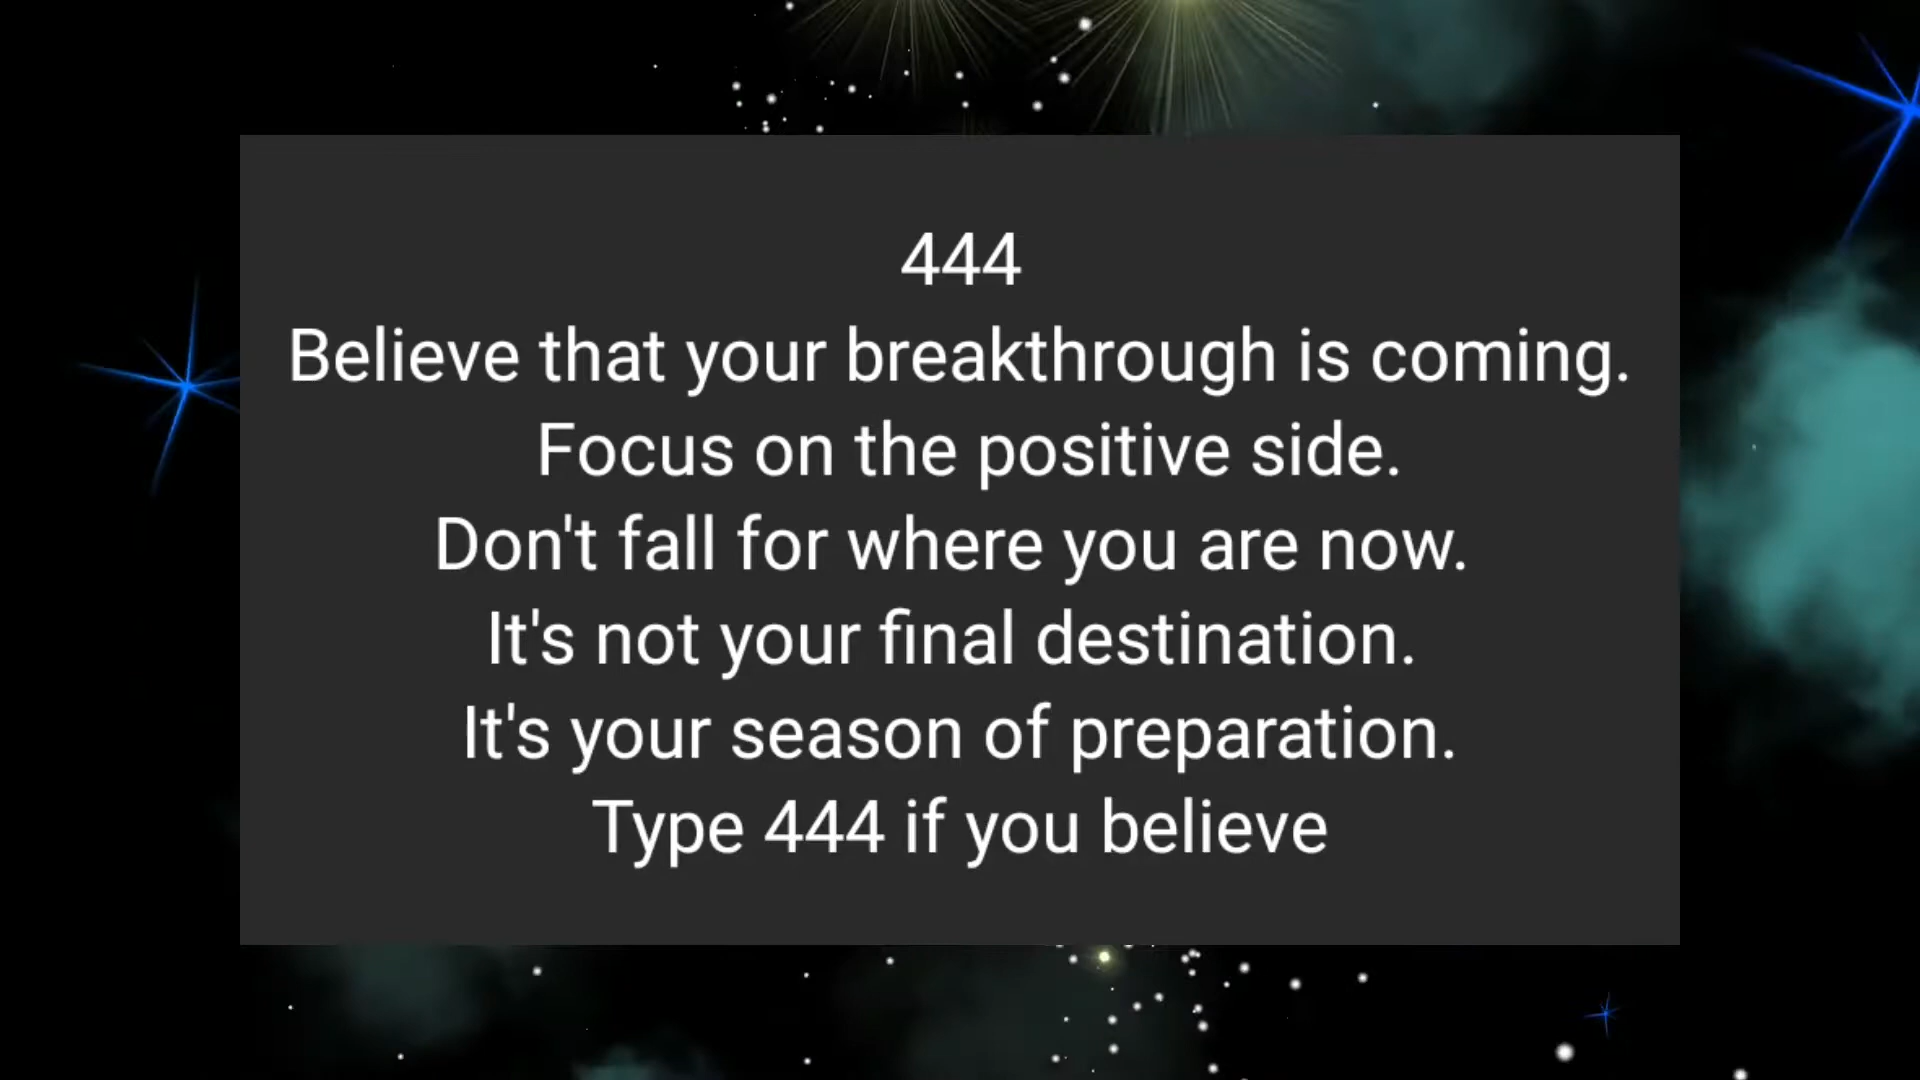 444
Believe that your breakthrough is coming.
Focus on the positive side.
Don't fall for where you are now.
It's not your final destination.
It's your season of preparation.
Type 444 if you believe